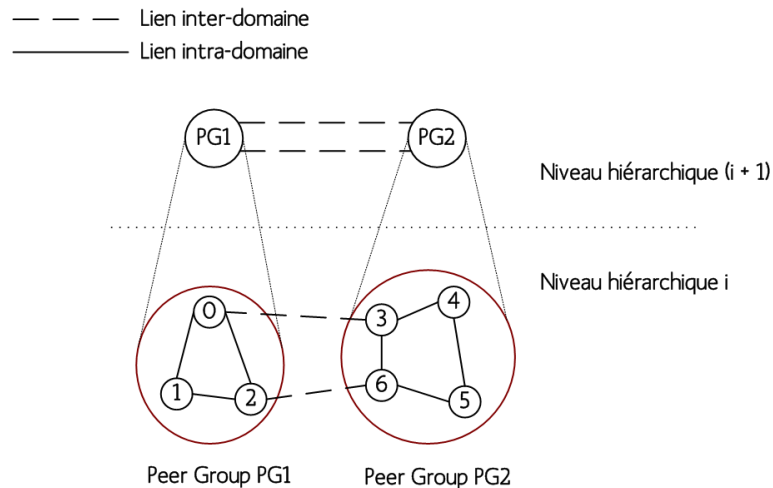 Lien inter-domaine
Lien intra-domaine
PG1
PG2
Niveau hiérarchique (i + 1)
Niveau hiérarchique i
0
3
4
1
2
6
5
Peer Group PG1
Peer Group PG2